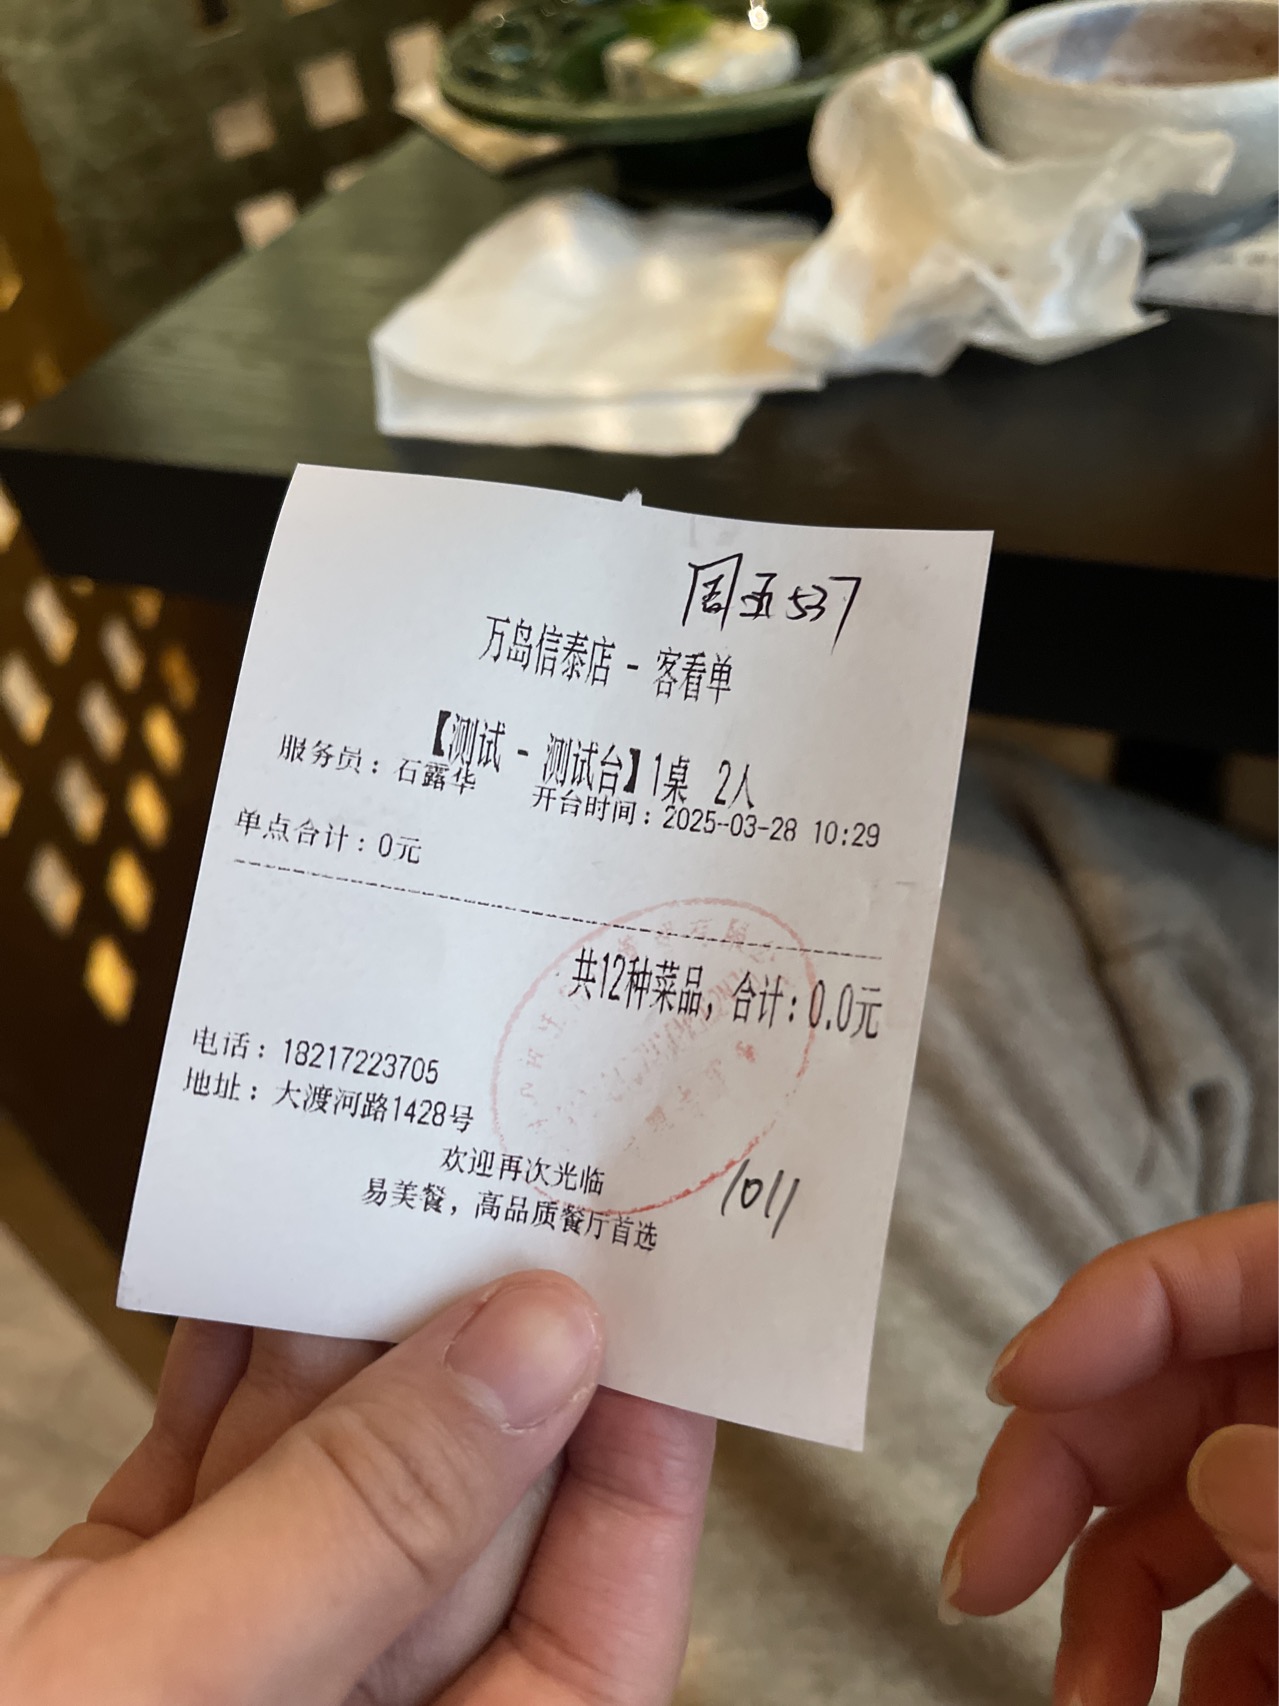 周五537
万岛信泰店 - 客看单
【测试 - 测试台】1桌 2人
服务员：石露华 开台时间：2025-03-28 10:29
单点合计：0元
共12种菜品，合计：0.0元
电话：18217223705
地址：大渡河路1428号
欢迎再次光临
易美餐，高品质餐厅首选
1011